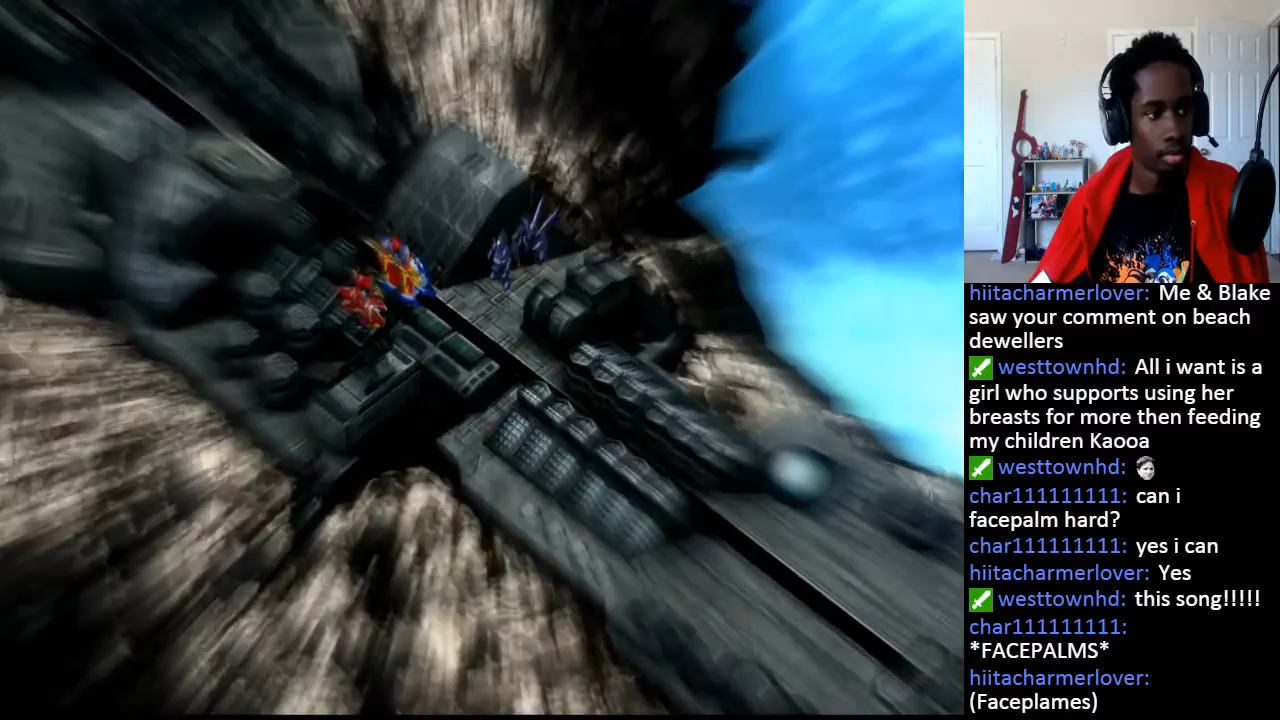 hiitacharmerlover: Me & Blake
saw your comment on beach
dewellers
westtownhd: All i want is a
girl who supports using her
breasts for more then feeding
my children Kaooa
westtownhd:
char111111111: can i
facepalm hard?
char111111111: yes i can
hiitacharmerlover: Yes
westtownhd: this song!!!!!
char111111111:
*FACEPALMS*
hiitacharmerlover:
(Faceplames)